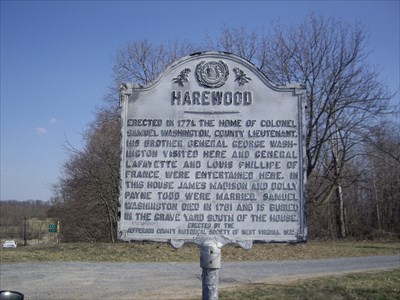 HAREWOOD
ERECTED IN 1771, THE HOME OF COLONEL
SAMUEL WASHINGTON, COUNTY LIEUTENANT.
HIS BROTHER GENERAL GEORGE WASH-
INGTON VISITED HERE AND GENERAL
LAFAYETTE AND LOUIS PHILLIPE OF
FRANCE WERE ENTERTAINED HERE. IN
THIS HOUSE JAMES MADISON AND DOLLY
PAYNE TODD WERE MARRIED. SAMUEL
WASHINGTON DIED IN 1781 AND IS BURIED
IN THE GRAVE YARD SOUTH OF THE HOUSE.
ERECTED BY THE
JEFFERSON COUNTY HISTORICAL SOCIETY OF WEST VIRGINIA,